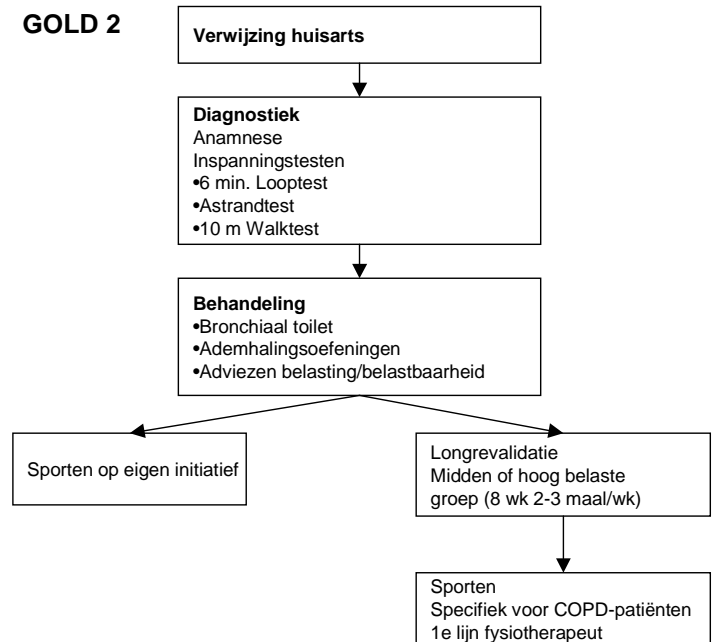 GOLD 2
Verwijzing huisarts
Diagnostiek
Anamnese
Inspanningstesten
•6 min. Looptest
•Astrandtest
•10 m Walktest
Behandeling
•Bronchiaal toilet
•Ademhalingsoefeningen
•Adviezen belasting/belastbaarheid
Sporten op eigen initiatief
Longrevalidatie
Midden of hoog belaste
groep (8 wk 2-3 maal/wk)
Sporten
Specifiek voor COPD-patiënten
1e lijn fysiotherapeut